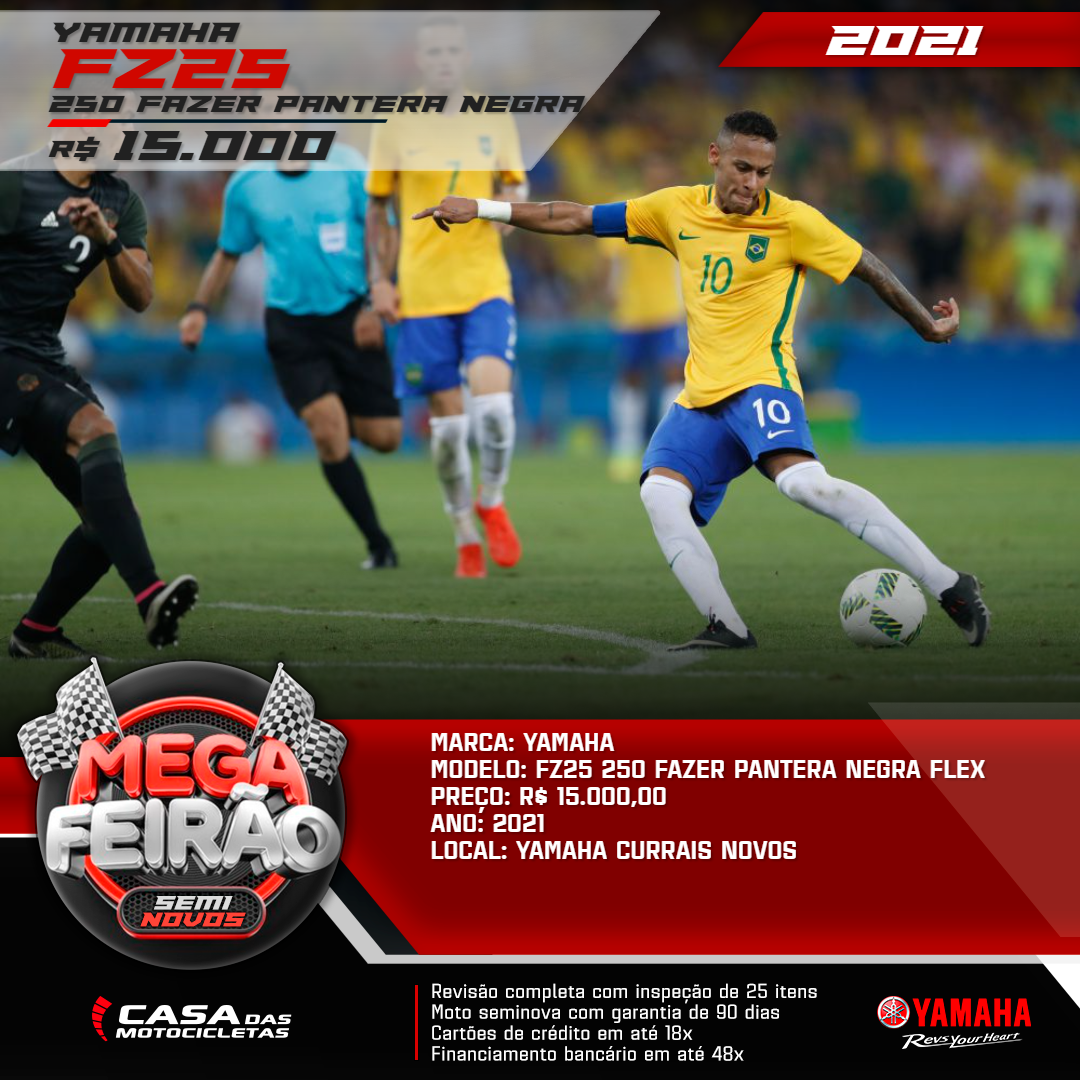 YAMAHA
FZ25
250 FAZER PANTERA NEGRA
R$ 15.000
2021
2
7
10
10
MEGA
FEIRÃO
SEMI
NOVOS
MARCA: YAMAHA
MODELO: FZ25 250 FAZER PANTERA NEGRA FLEX
PREÇO: R$ 15.000,00
ANO: 2021
LOCAL: YAMAHA CURRAIS NOVOS
CASA DAS
MOTOCICLETAS
Revisão completa com inspeção de 25 itens
Moto seminova com garantia de 90 dias
Cartões de crédito em até 18x
Financiamento bancário em até 48x
YAMAHA
Revs Your Heart